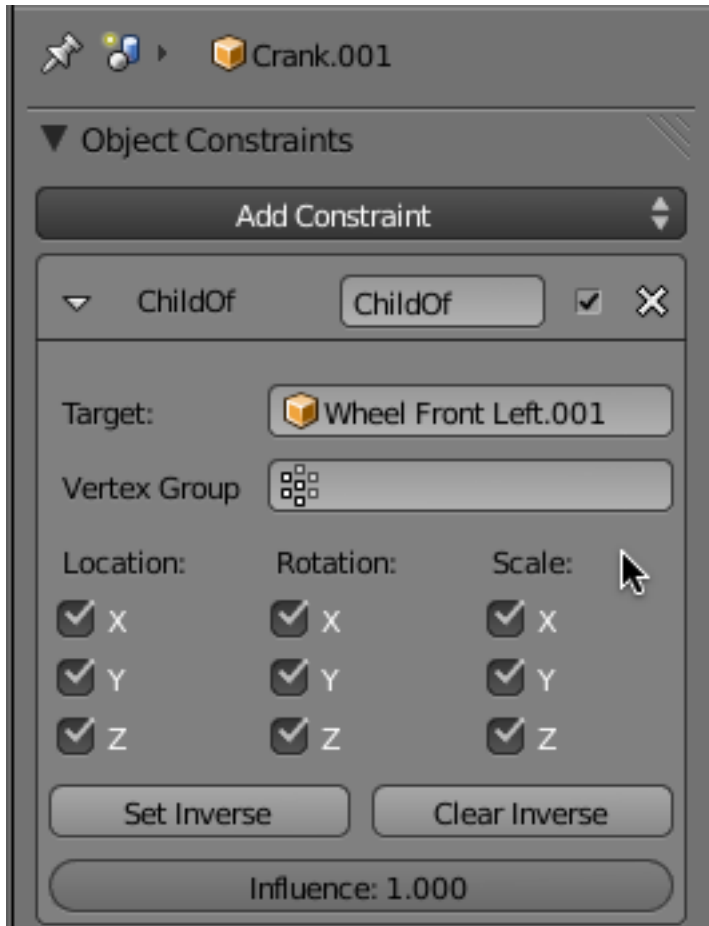 Crank.001
Object Constraints
Add Constraint
ChildOf ChildOf
Target: Wheel Front Left.001
Vertex Group
Location: Rotation: Scale:
X X X
Y Y Y
Z Z Z
Set Inverse Clear Inverse
Influence: 1.000